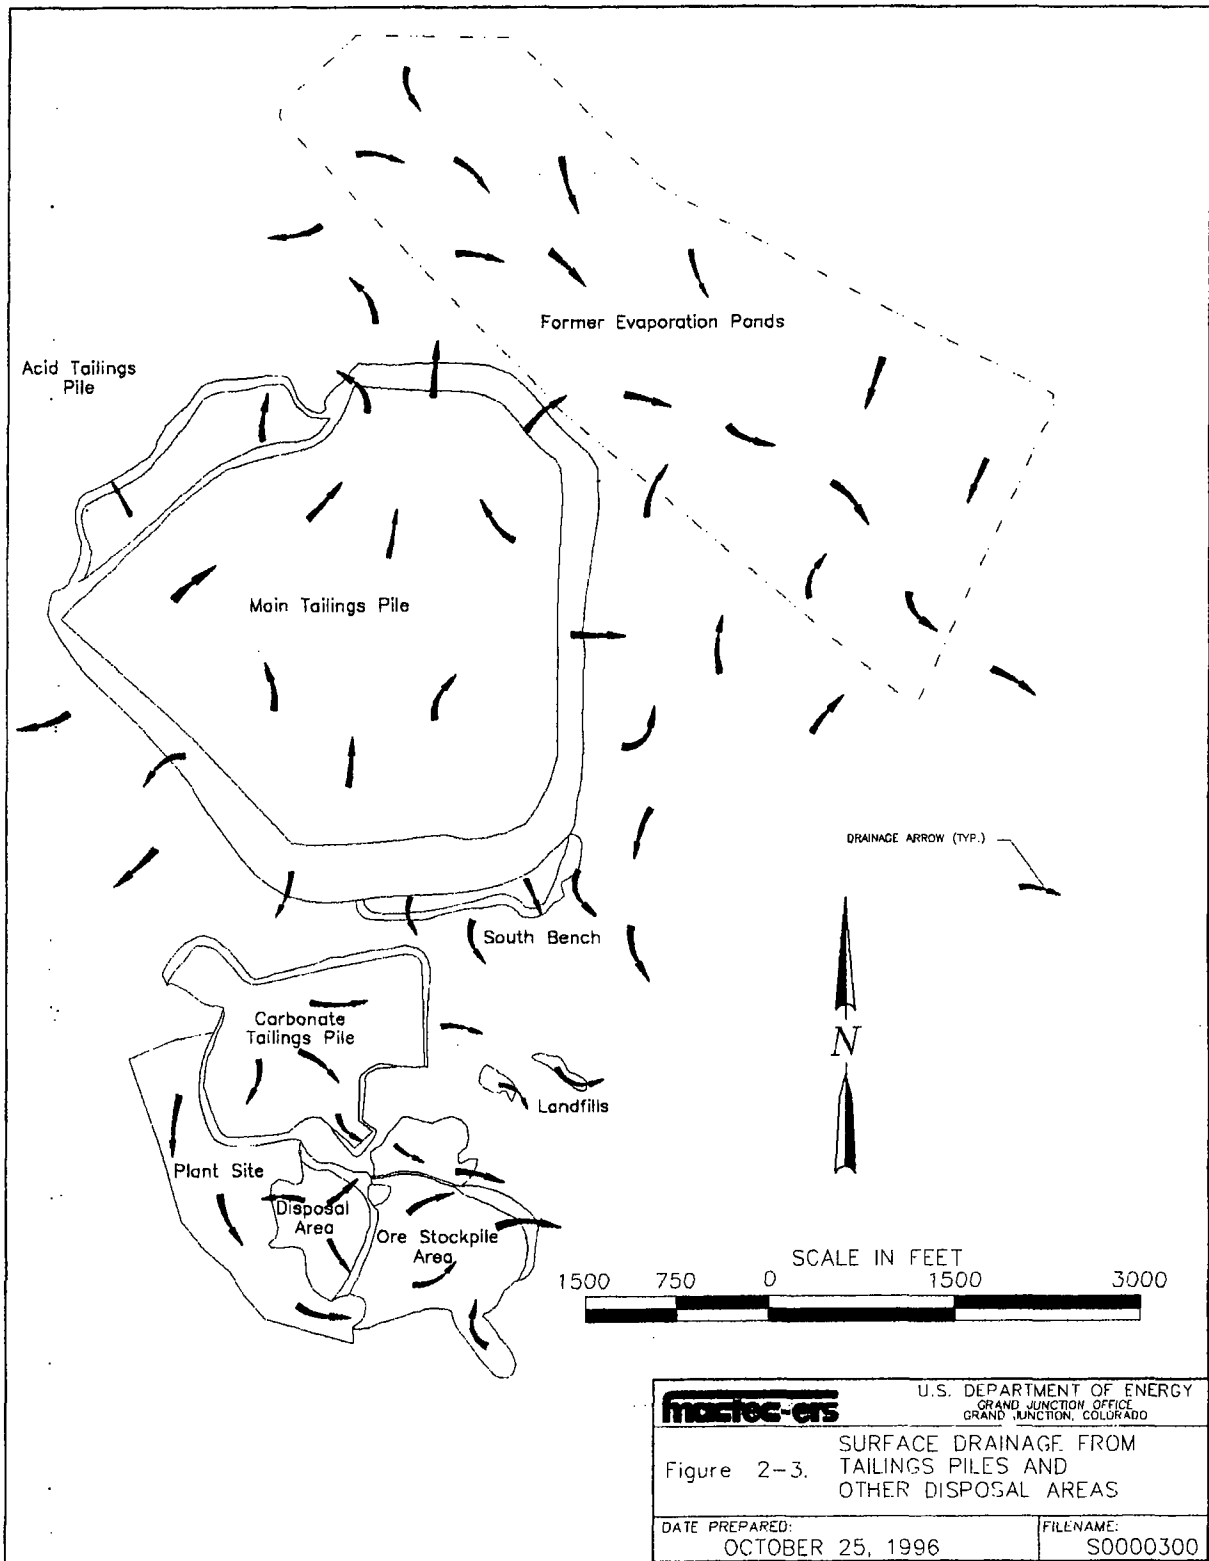 Former Evaporation Ponds
Acid Tailings
Pile
Main Tailings Pile
DRAINAGE ARROW (TYP.)
South Bench
Carbonate
Tailings Pile
N
Landfills
Plant Site
Disposal
Area
Ore Stockpile
Area
SCALE IN FEET
1500 750 0 1500 3000
mactec-ers
U.S. DEPARTMENT OF ENERGY
GRAND JUNCTION OFFICE
GRAND JUNCTION, COLORADO
Figure 2-3.
SURFACE DRAINAGE FROM
TAILINGS PILES AND
OTHER DISPOSAL AREAS
DATE PREPARED:
OCTOBER 25, 1996
FILENAME:
S0000300